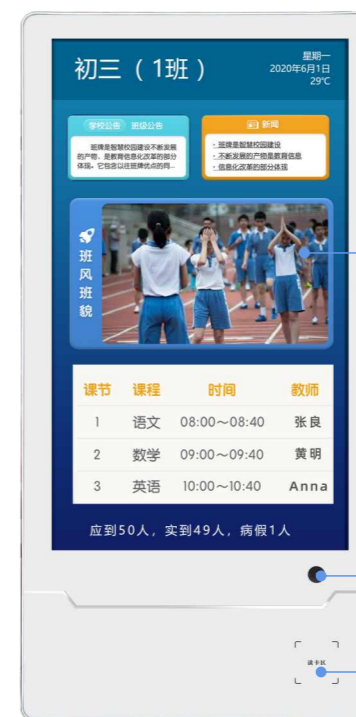 初三（1班）
星期一
2020年6月1日
29℃
学校公告 班级公告
班牌是智慧校园建设不断发展
的产物，是教育信息化改革的部分
体现。它包含以往班牌优点的同...
新闻
· 班牌是智慧校园建设
· 不断发展的产物是教育信息
· 信息化改革的部分体现
班风班貌
课节 课程 时间 教师
1 语文 08:00～08:40 张良
2 数学 09:00～09:40 黄明
3 英语 10:00～10:40 Anna
应到50人，实到49人，病假1人
读卡区